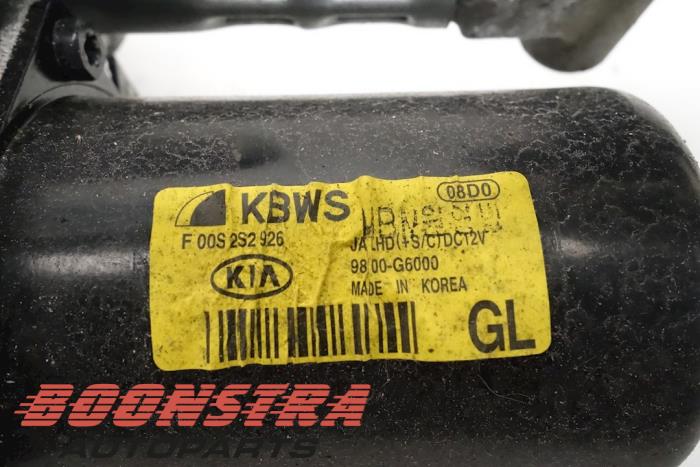 08D0
KBWS
F 00S 2S2 926
JA LHD(+S/C)DC12V
KIA
98 00-G6000
MADE IN KOREA
GL
BOONSTRA
AUTOPARTS